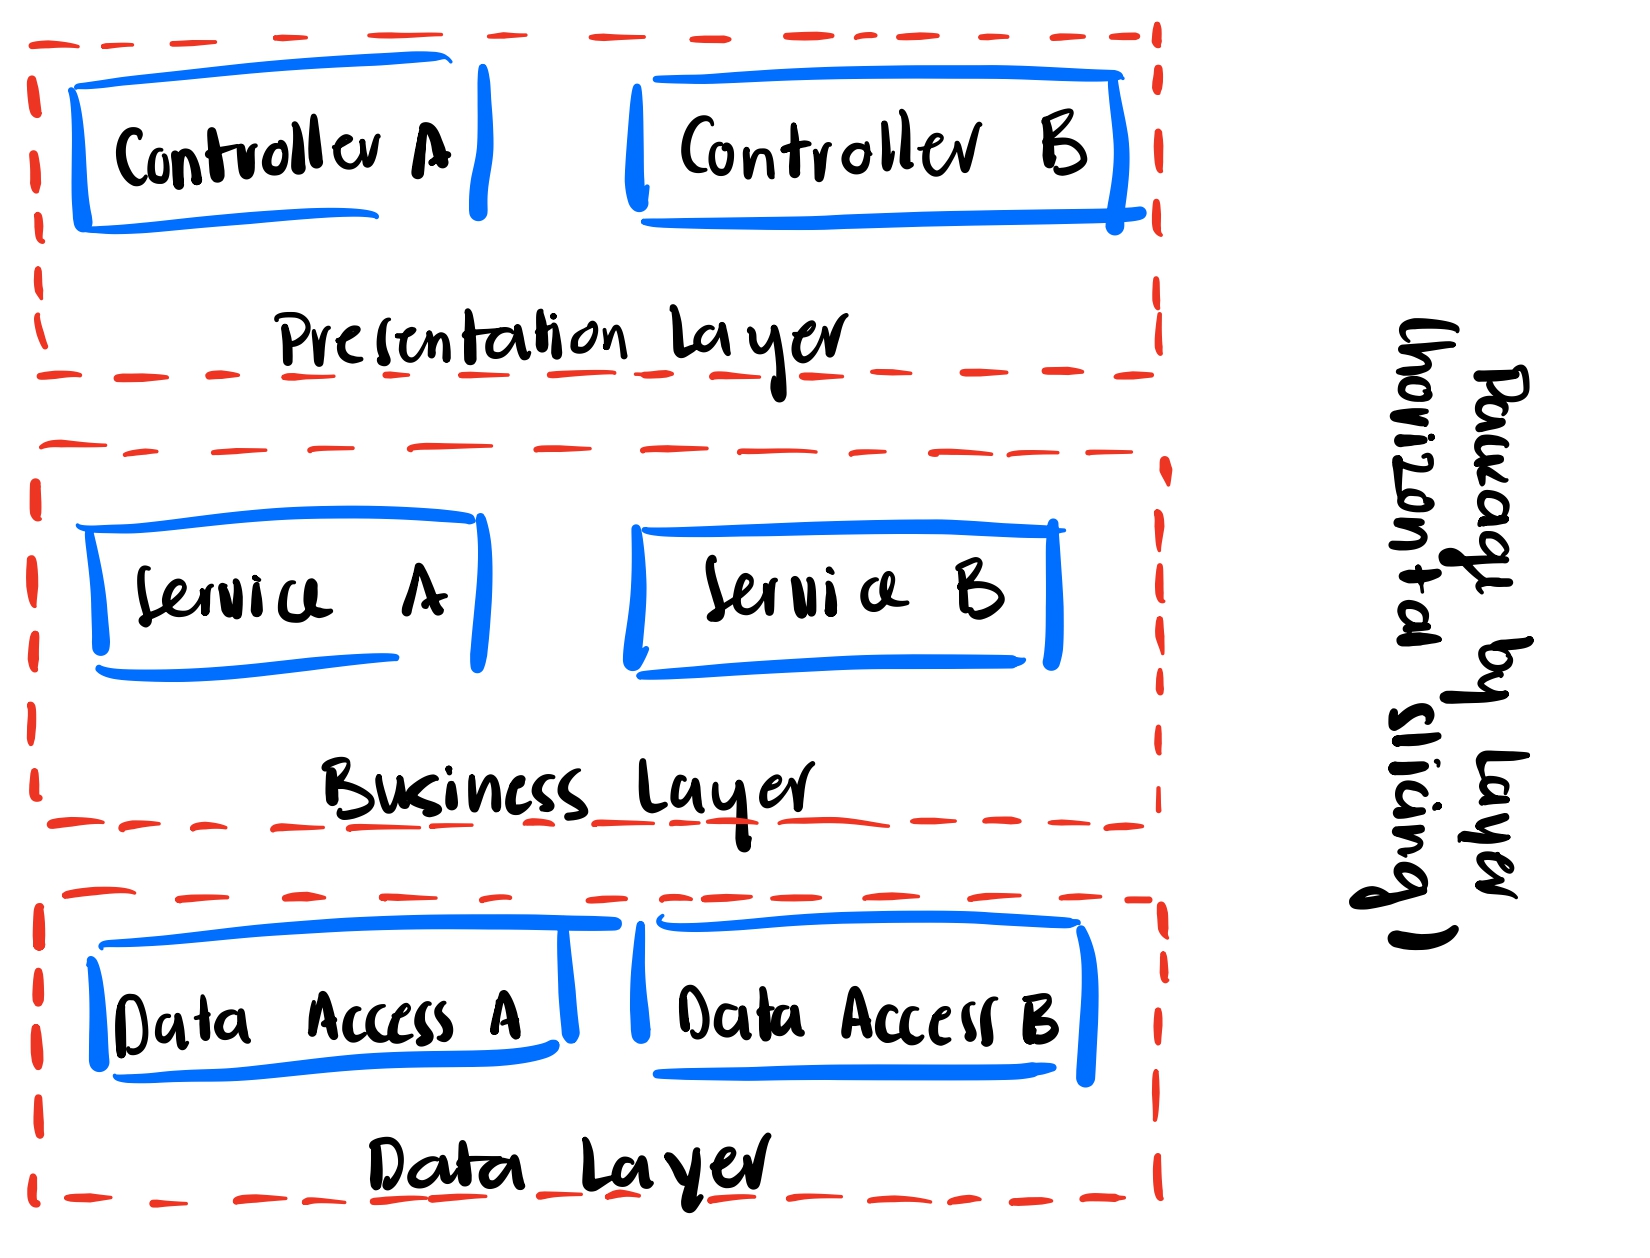 Controller A
Controller B
Presentation Layer
Service A
Service B
Business Layer
Data Access A
Data Access B
Data Layer
Package by Layer
(horizontal slicing)